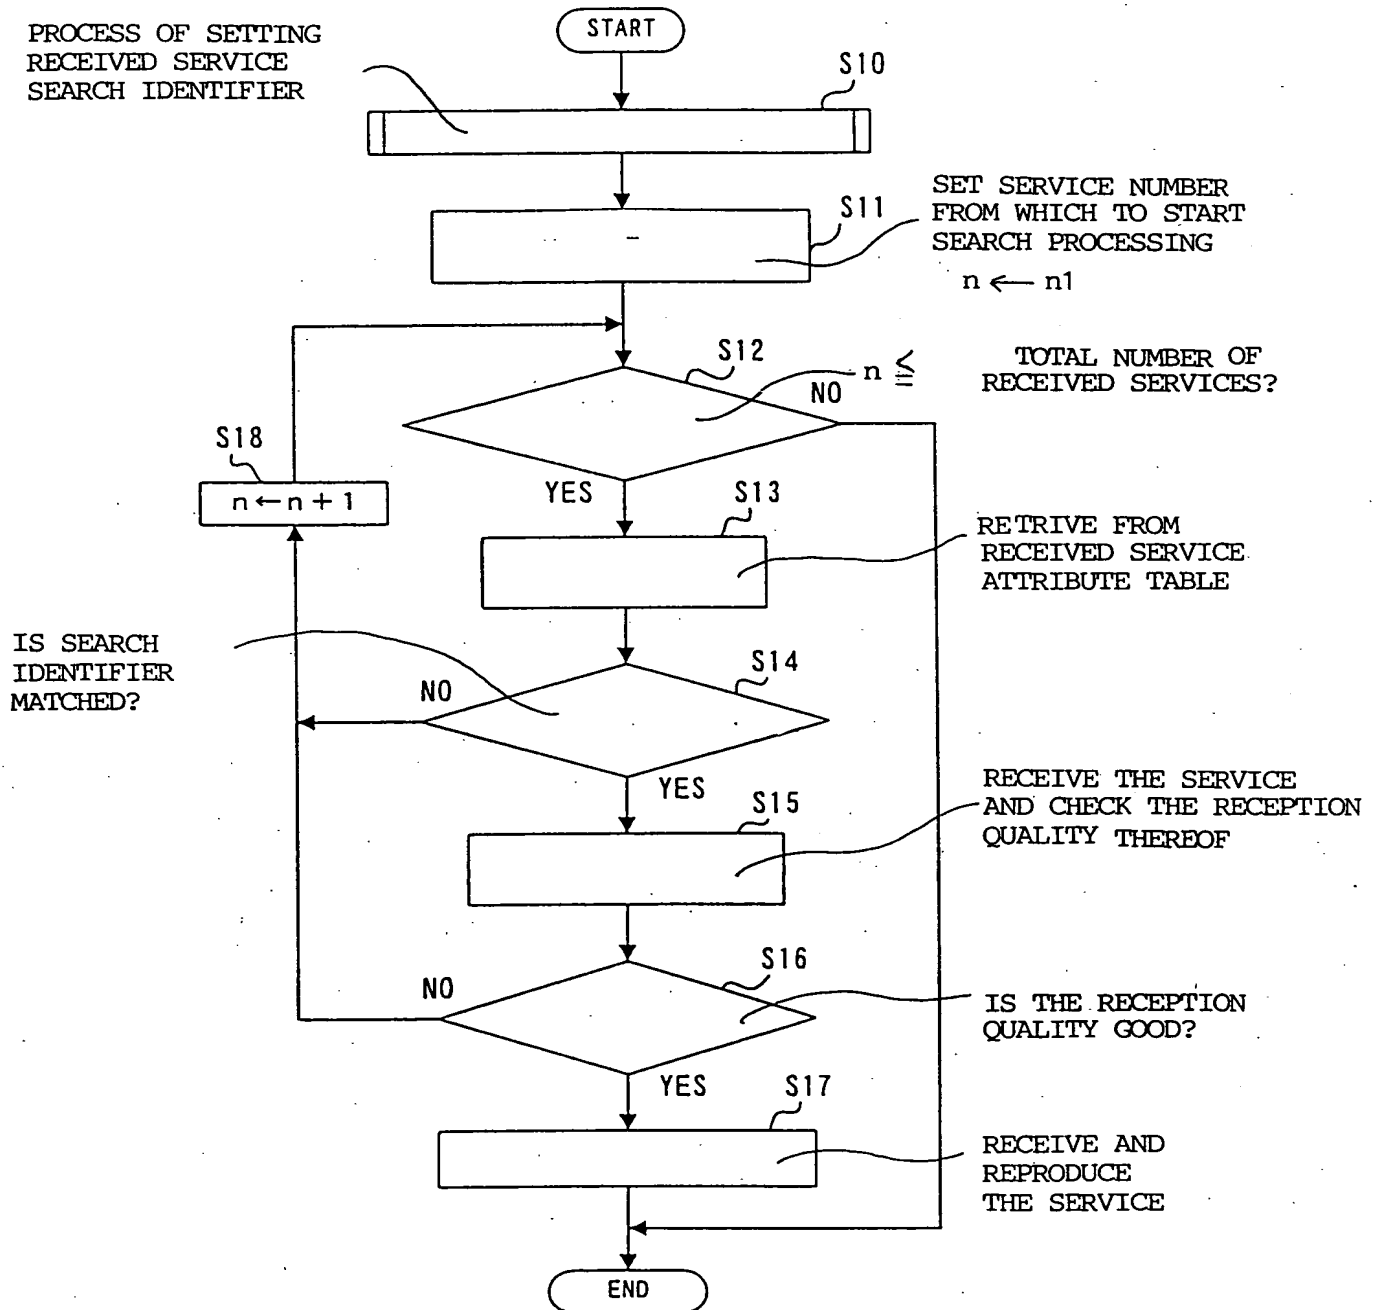 START
PROCESS OF SETTING
RECEIVED SERVICE
SEARCH IDENTIFIER
S10
S11
SET SERVICE NUMBER
FROM WHICH TO START
SEARCH PROCESSING
n ← n1
S12
n ≦ TOTAL NUMBER OF
RECEIVED SERVICES?
NO
S18
n ← n + 1
YES
S13
RETRIVE FROM
RECEIVED SERVICE
ATTRIBUTE TABLE
IS SEARCH
IDENTIFIER
MATCHED?
NO
S14
YES
S15
RECEIVE THE SERVICE
AND CHECK THE RECEPTION
QUALITY THEREOF
NO
S16
IS THE RECEPTION
QUALITY GOOD?
YES
S17
RECEIVE AND
REPRODUCE
THE SERVICE
END